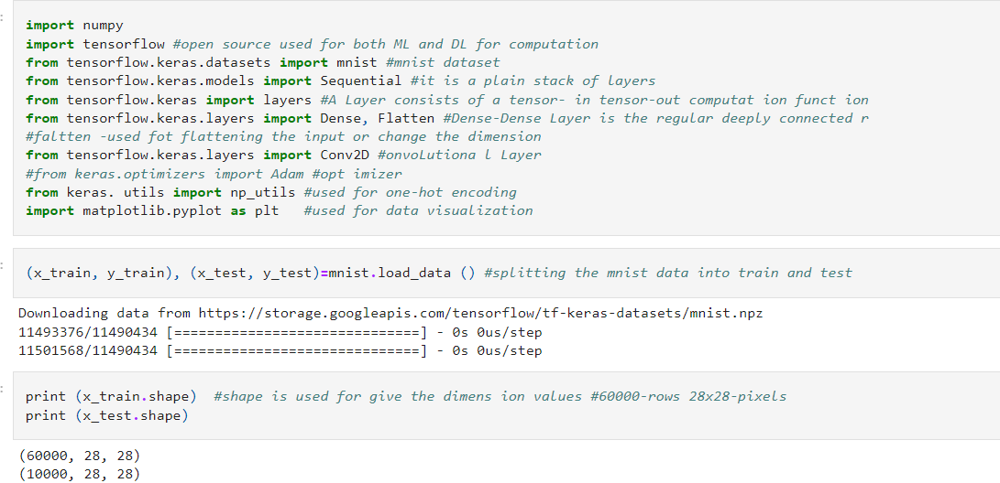 import numpy
import tensorflow #open source used for both ML and DL for computation
from tensorflow.keras.datasets import mnist #mnist dataset
from tensorflow.keras.models import Sequential #it is a plain stack of layers
from tensorflow.keras import layers #A Layer consists of a tensor- in tensor-out computat ion funct ion
from tensorflow.keras.layers import Dense, Flatten #Dense-Dense Layer is the regular deeply connected r
#faltten -used fot flattening the input or change the dimension
from tensorflow.keras.layers import Conv2D #onvoLutiona l Layer
#from keras.optimizers import Adam #opt imizer
from keras. utils import np_utils #used for one-hot encoding
import matplotlib.pyplot as plt   #used for data visualization
(x_train, y_train), (x_test, y_test)=mnist.load_data () #splitting the mnist data into train and test
Downloading data from https://storage.googleapis.com/tensorflow/tf-keras-datasets/mnist.npz
11493376/11490434 [==============================] - 0s 0us/step
11501568/11490434 [==============================] - 0s 0us/step
print (x_train.shape)  #shape is used for give the dimens ion values #60000-rows 28x28-pixels
print (x_test.shape)
(60000, 28, 28)
(10000, 28, 28)